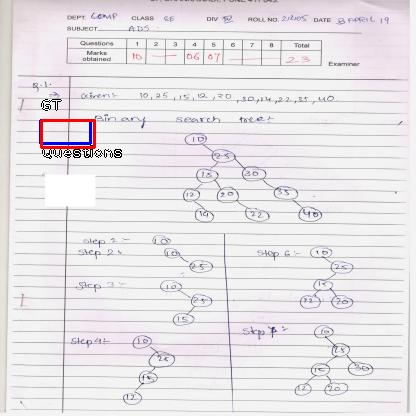 DEPT. COMP CLASS SE DIV ROLL NO. 21205 DATE 8 APRIL 19
SUBJECT ADS
Questions 1 2 3 4 5 6 7 8 Total
Marks obtained 10 - 06 07 - 23
Examiner
Q.1.
Given: 10, 25, 15, 12, 20, 30, 14, 22, 35, 40
GT
Binary search tree:
Questions
10
25
15 30
12 20 35
14 22 40
Step 1:- 10
Step 2:- 10
25
Step 3:- 10
25
15
Step 4:- 10
25
15
12
Step 6:- 10
25
15
12 20
Step 7:- 10
25
15 30
12 20